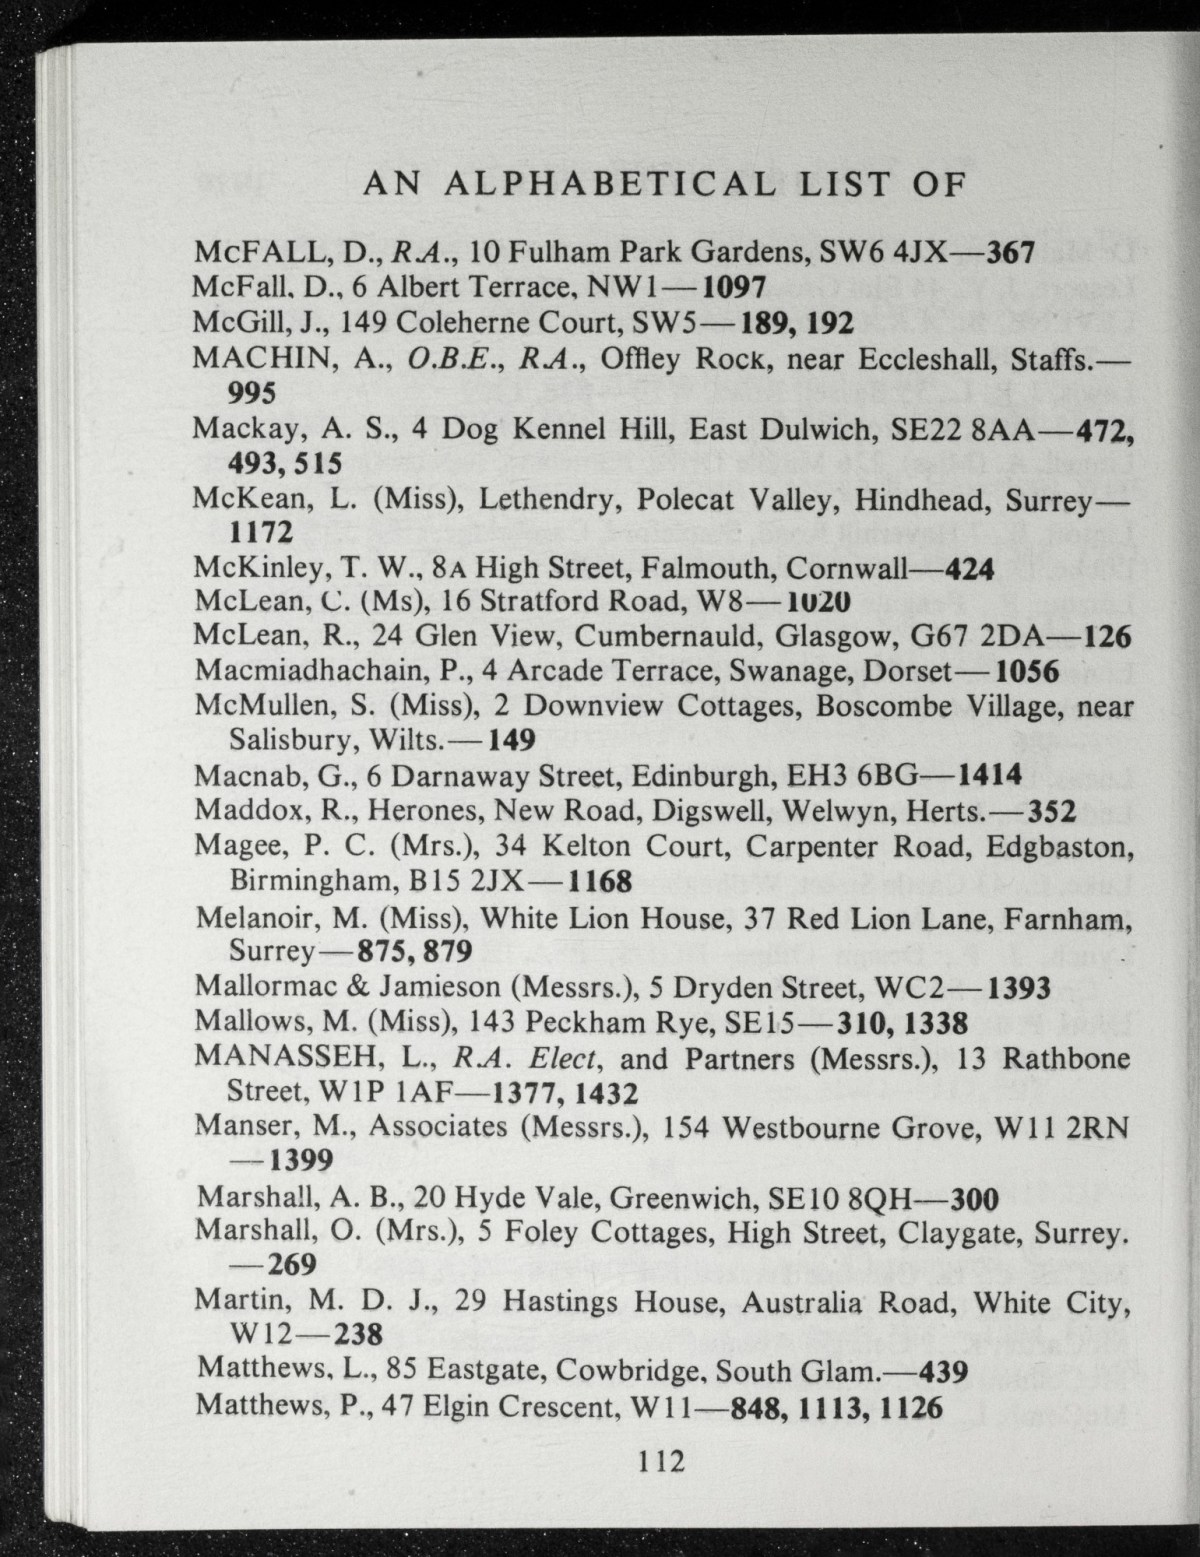 AN ALPHABETICAL LIST OF
McFALL, D., R.A., 10 Fulham Park Gardens, SW6 4JX—367
McFall, D., 6 Albert Terrace, NW1—1097
McGill, J., 149 Coleherne Court, SW5—189, 192
MACHIN, A., O.B.E., R.A., Offley Rock, near Eccleshall, Staffs.—
995
Mackay, A. S., 4 Dog Kennel Hill, East Dulwich, SE22 8AA—472,
493, 515
McKean, L. (Miss), Lethendry, Polecat Valley, Hindhead, Surrey—
1172
McKinley, T. W., 8A High Street, Falmouth, Cornwall—424
McLean, C. (Ms), 16 Stratford Road, W8—1020
McLean, R., 24 Glen View, Cumbernauld, Glasgow, G67 2DA—126
Macmiadhachain, P., 4 Arcade Terrace, Swanage, Dorset—1056
McMullen, S. (Miss), 2 Downview Cottages, Boscombe Village, near
Salisbury, Wilts.—149
Macnab, G., 6 Darnaway Street, Edinburgh, EH3 6BG—1414
Maddox, R., Herones, New Road, Digswell, Welwyn, Herts.—352
Magee, P. C. (Mrs.), 34 Kelton Court, Carpenter Road, Edgbaston,
Birmingham, B15 2JX—1168
Melanoir, M. (Miss), White Lion House, 37 Red Lion Lane, Farnham,
Surrey—875, 879
Mallormac & Jamieson (Messrs.), 5 Dryden Street, WC2—1393
Mallows, M. (Miss), 143 Peckham Rye, SE15—310, 1338
MANASSEH, L., R.A. Elect, and Partners (Messrs.), 13 Rathbone
Street, W1P 1AF—1377, 1432
Manser, M., Associates (Messrs.), 154 Westbourne Grove, W11 2RN
—1399
Marshall, A. B., 20 Hyde Vale, Greenwich, SE10 8QH—300
Marshall, O. (Mrs.), 5 Foley Cottages, High Street, Claygate, Surrey.
—269
Martin, M. D. J., 29 Hastings House, Australia Road, White City,
W12—238
Matthews, L., 85 Eastgate, Cowbridge, South Glam.—439
Matthews, P., 47 Elgin Crescent, W11—848, 1113, 1126
112